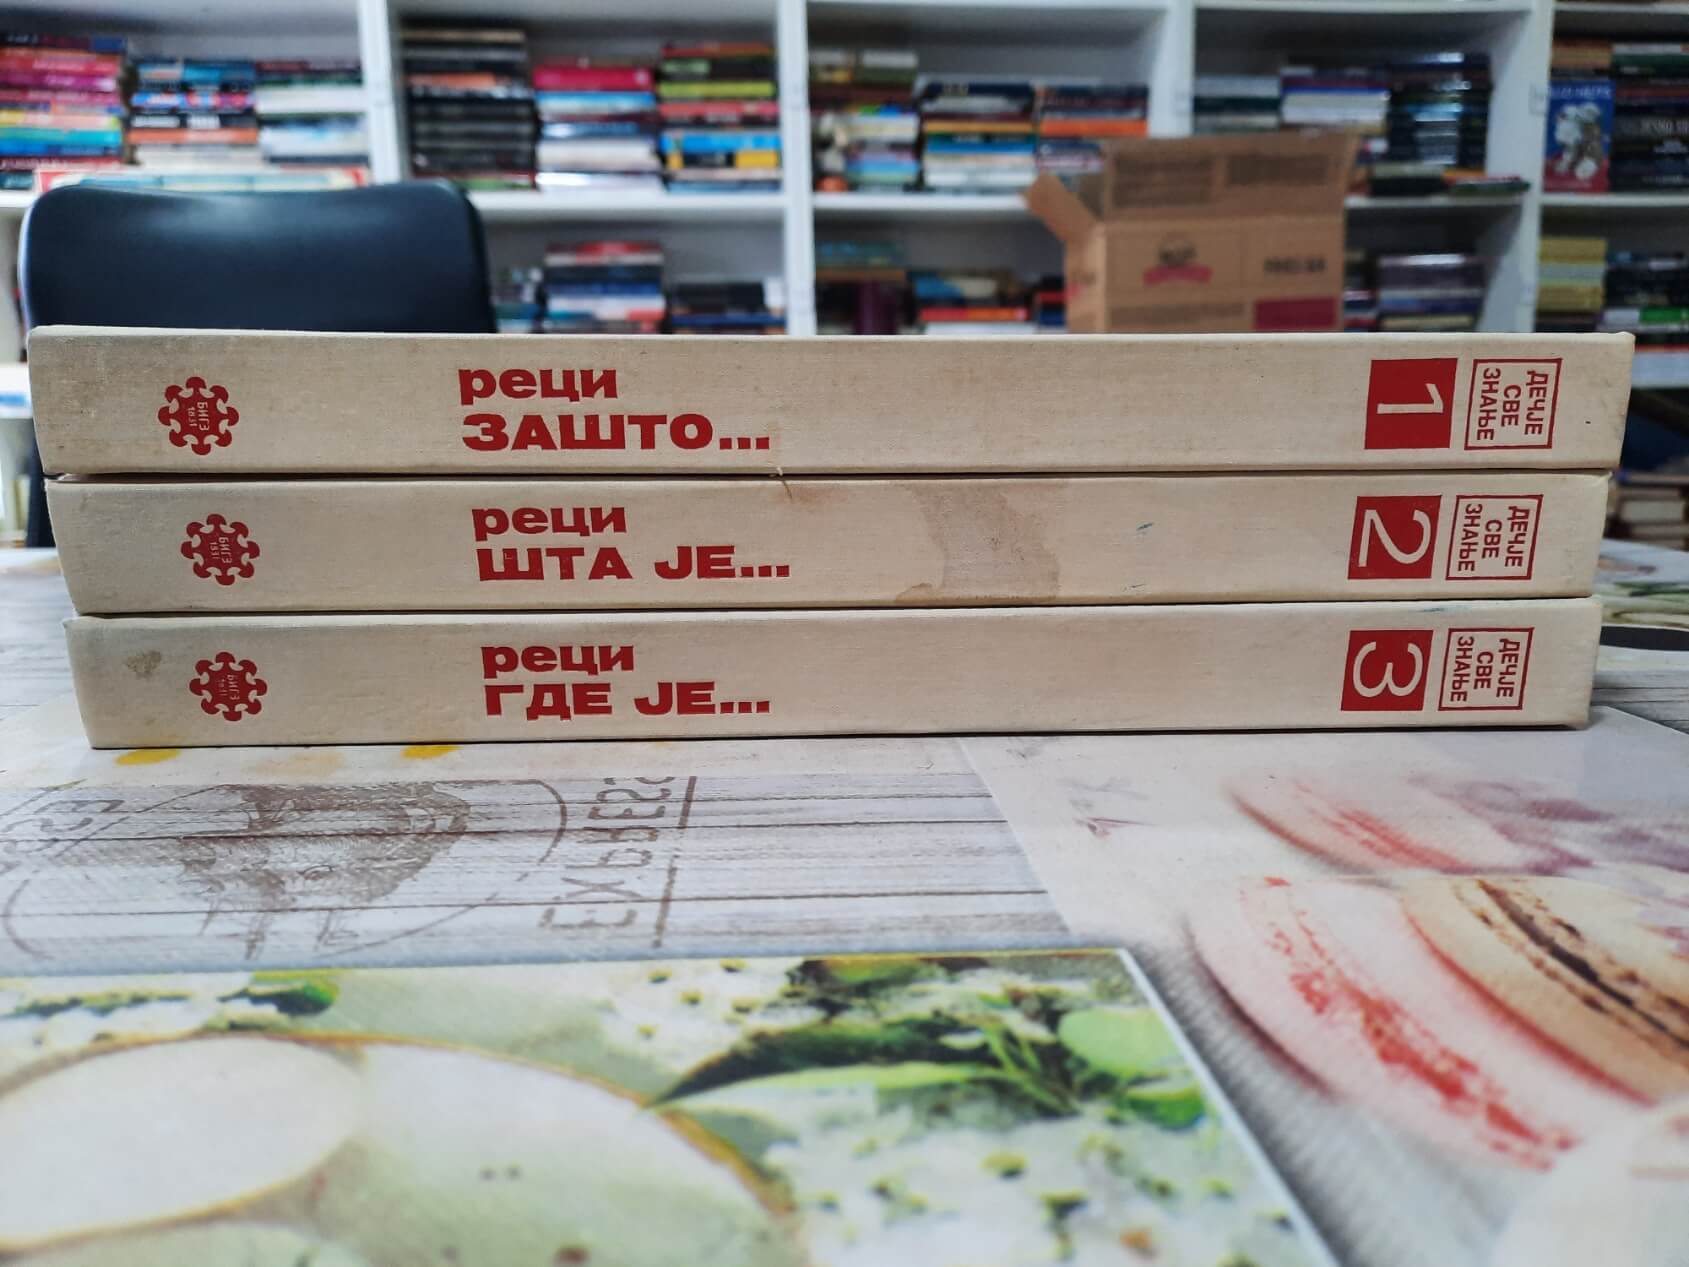 БИГЗ
1831
реци
ЗАШТО...
1
ДЕЧЈЕ
СВЕ
ЗНАЊЕ
БИГЗ
1831
реци
ШТА ЈЕ...
2
ДЕЧЈЕ
СВЕ
ЗНАЊЕ
БИГЗ
1831
реци
ГДЕ ЈЕ...
3
ДЕЧЈЕ
СВЕ
ЗНАЊЕ